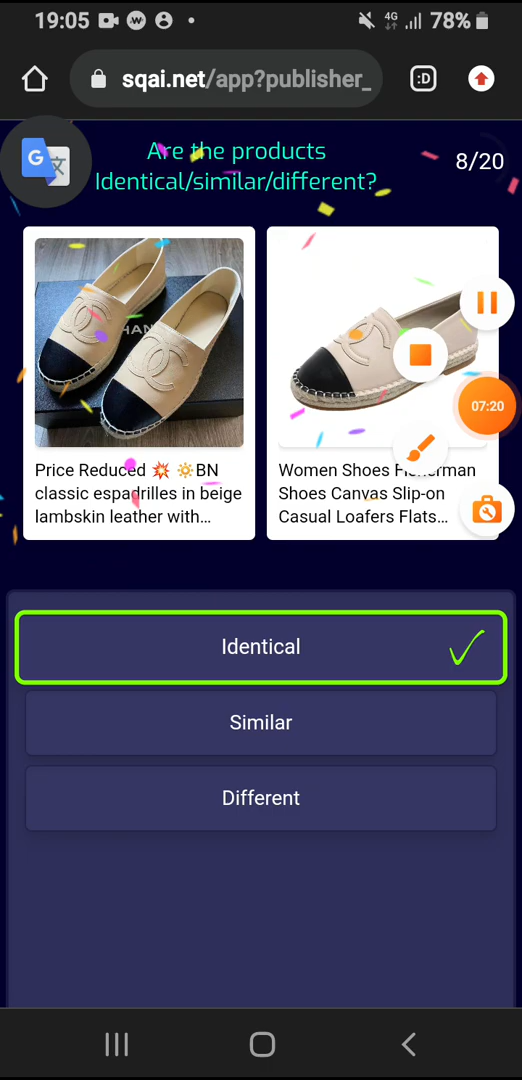 19:05
4G
78%
:D
sqai.net/app?publisher_
G
Are the products
Identical/similar/different?
8/20
HAN
07:20
Price Reduced 💥 🔆BN
classic espadrilles in beige
lambskin leather with...
Women Shoes Fisherman
Shoes Canvas Slip-on
Casual Loafers Flats...
Identical
Similar
Different